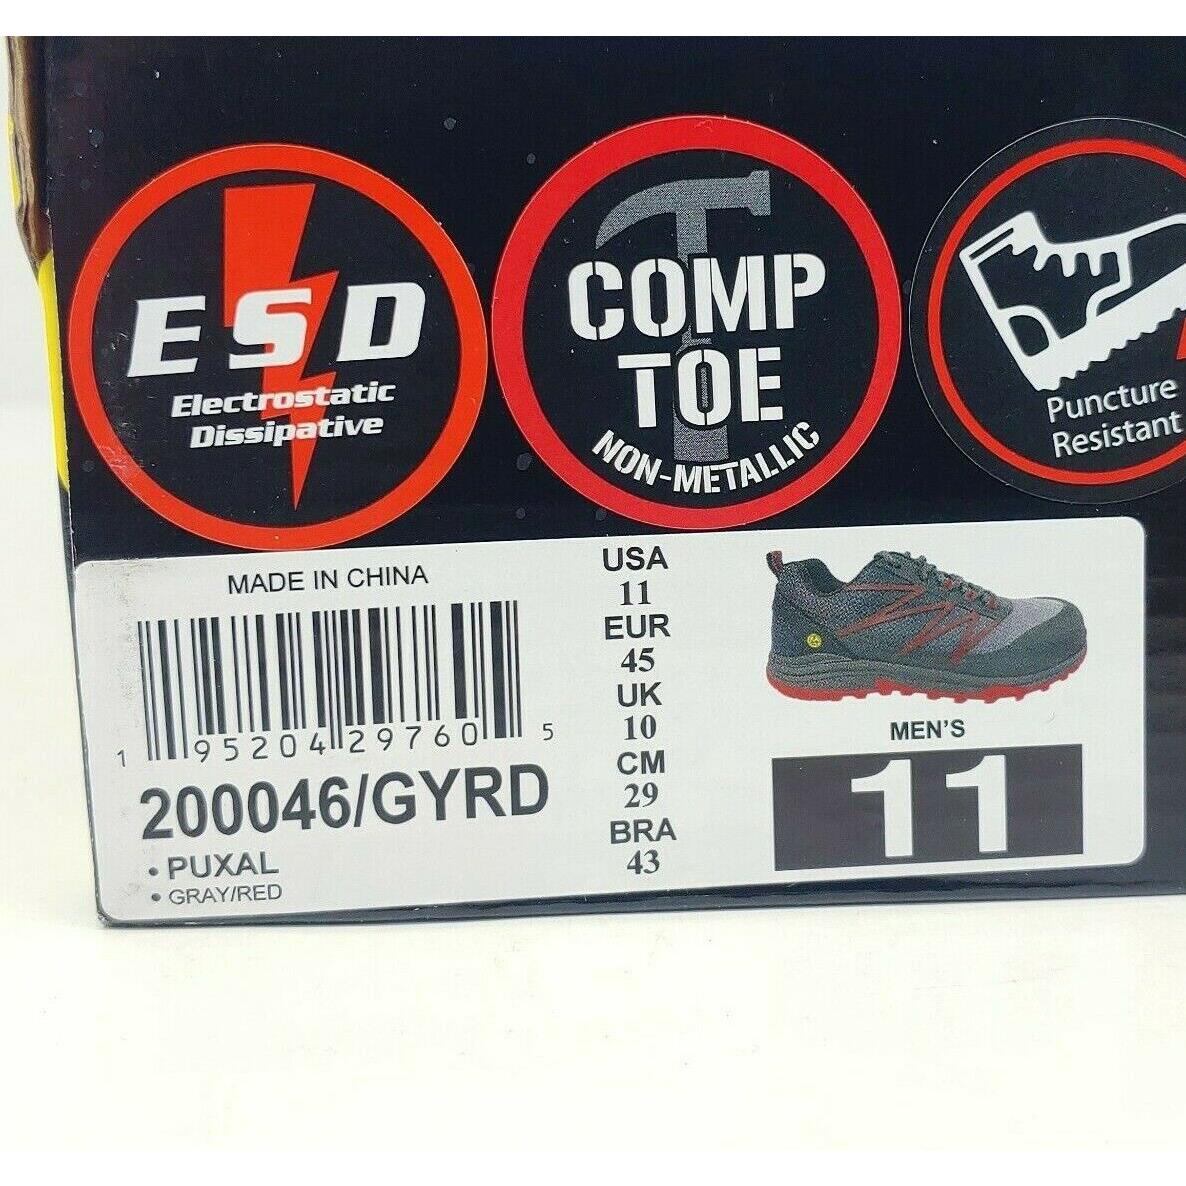 ESD
Electrostatic
Dissipative
COMP
TOE
NON-METALLIC
Puncture
Resistant
MADE IN CHINA
1 95204 29760 5
200046/GYRD
• PUXAL
• GRAY/RED
USA
11
EUR
45
UK
10
CM
29
BRA
43
MEN'S
11